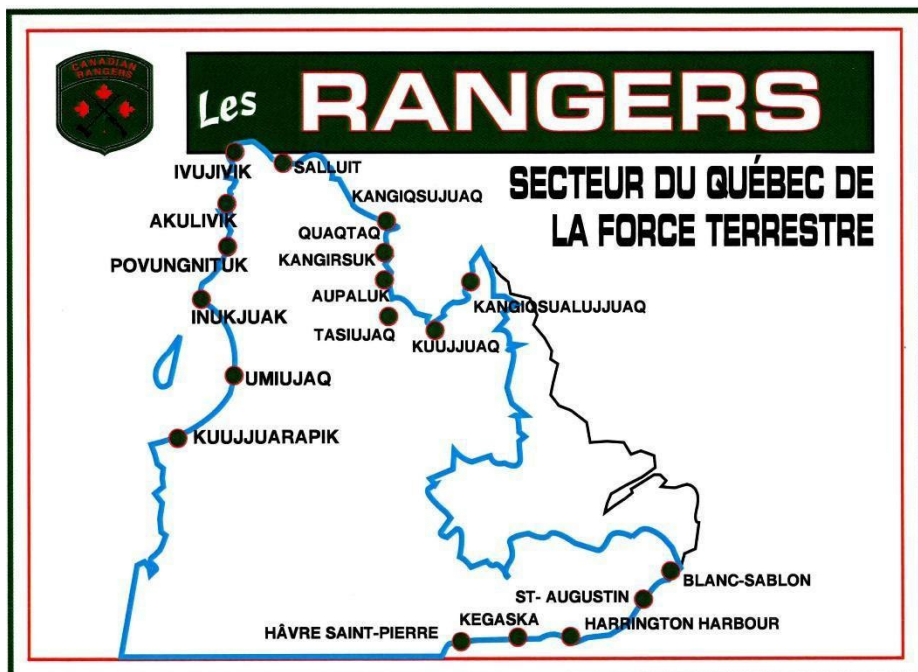 CANADIAN
RANGERS
Les RANGERS
SECTEUR DU QUÉBEC DE
LA FORCE TERRESTRE
IVUJIVIK
SALLUIT
AKULIVIK
KANGIQSUJUAQ
QUAQTAQ
POVUNGNITUK
KANGIRSUK
INUKJUAK
AUPALUK
KANGIQSUALUJJUAQ
TASIUJAQ
KUUJJUAQ
UMIUJAQ
KUUJJUARAPIK
BLANC-SABLON
ST- AUGUSTIN
KEGASKA
HARRINGTON HARBOUR
HÂVRE SAINT-PIERRE